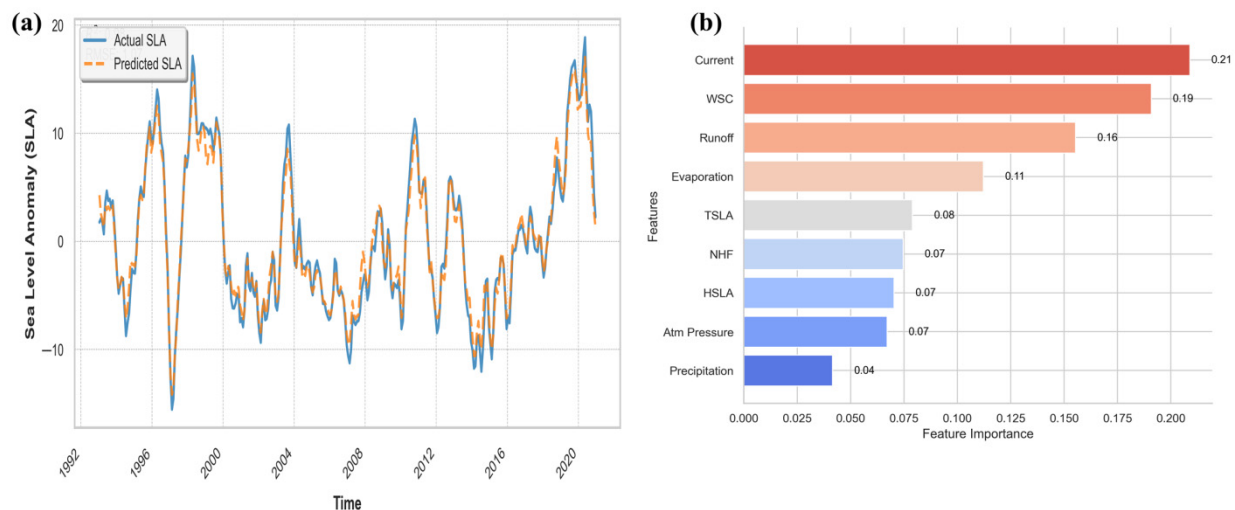 (a)
Sea Level Anomaly (SLA)
20
10
0
−10
Actual SLA
Predicted SLA
1992
1996
2000
2004
2008
2012
2016
2020
Time
(b)
Features
Current
0.21
WSC
0.19
Runoff
0.16
Evaporation
0.11
TSLA
0.08
NHF
0.07
HSLA
0.07
Atm Pressure
0.07
Precipitation
0.04
0.000 0.025 0.050 0.075 0.100 0.125 0.150 0.175 0.200
Feature Importance